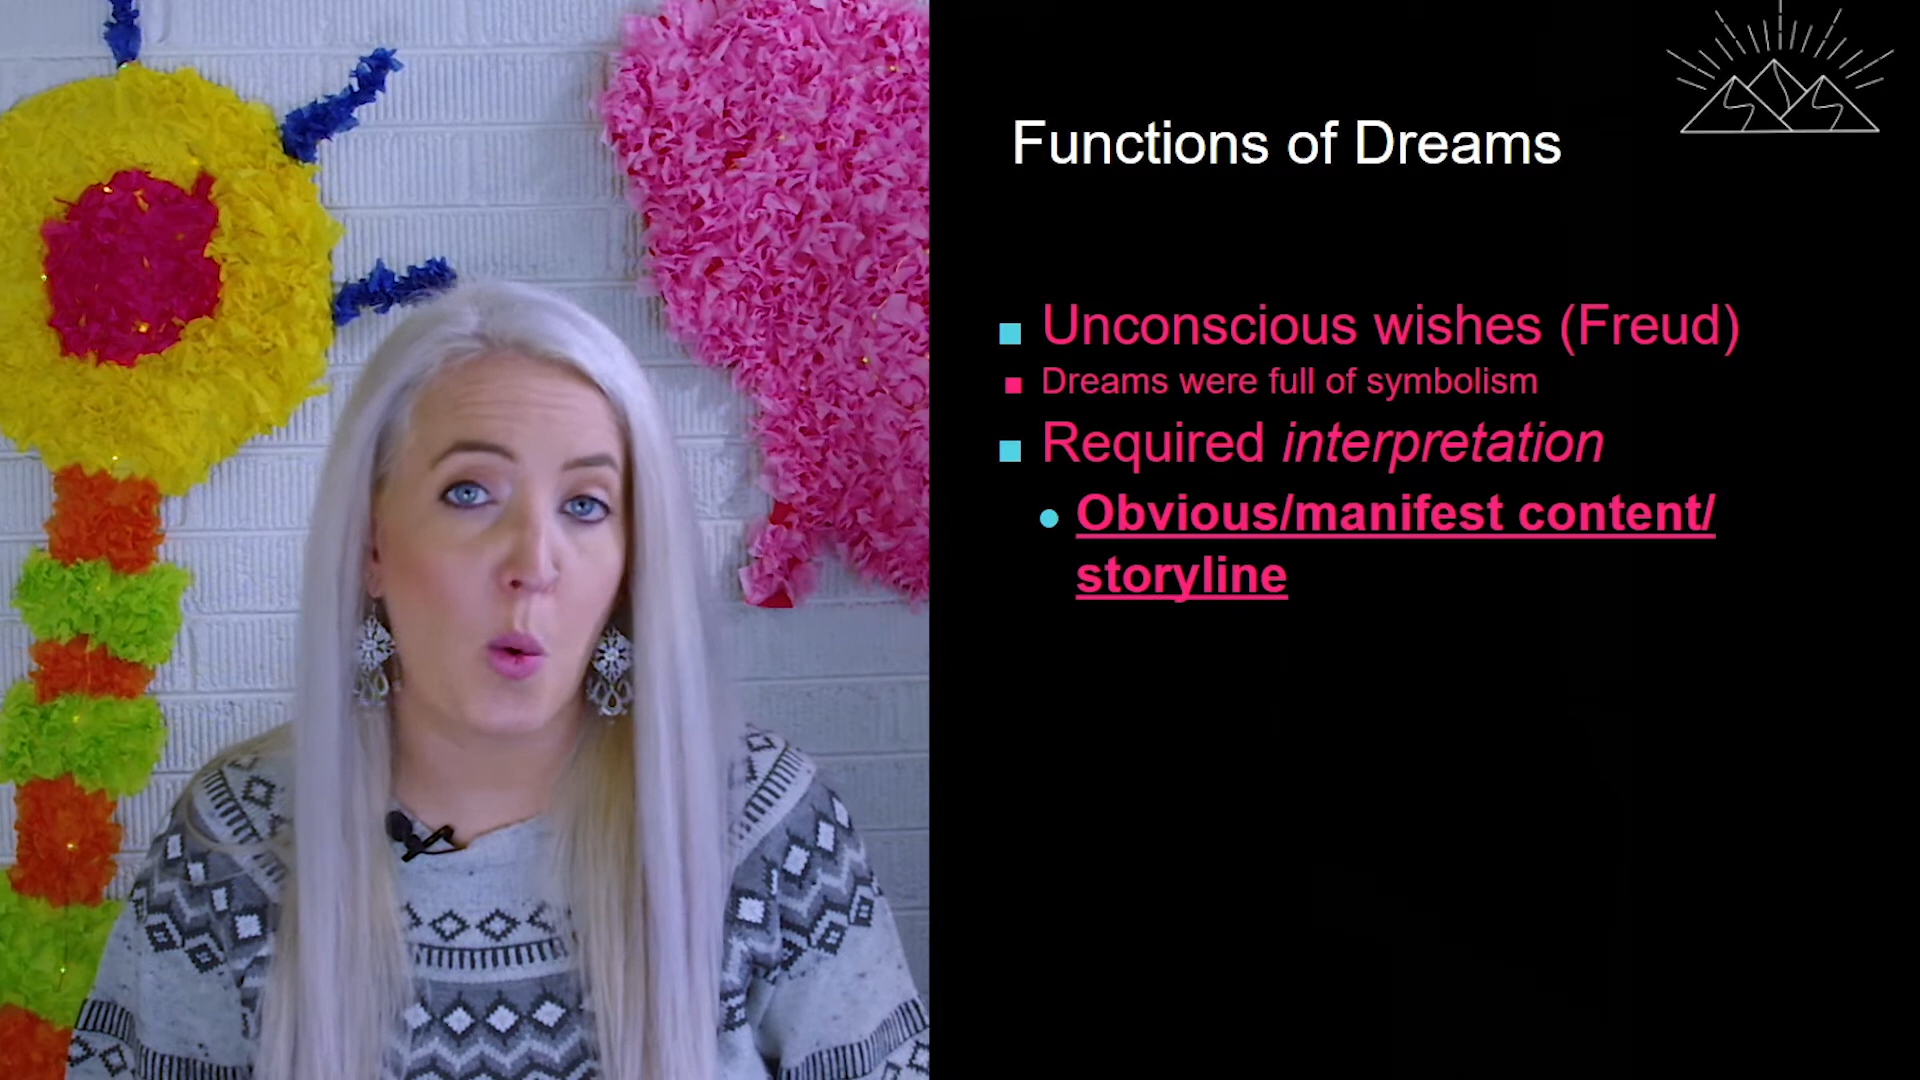 Functions of Dreams
Unconscious wishes (Freud)
Dreams were full of symbolism
Required interpretation
Obvious/manifest content/
storyline